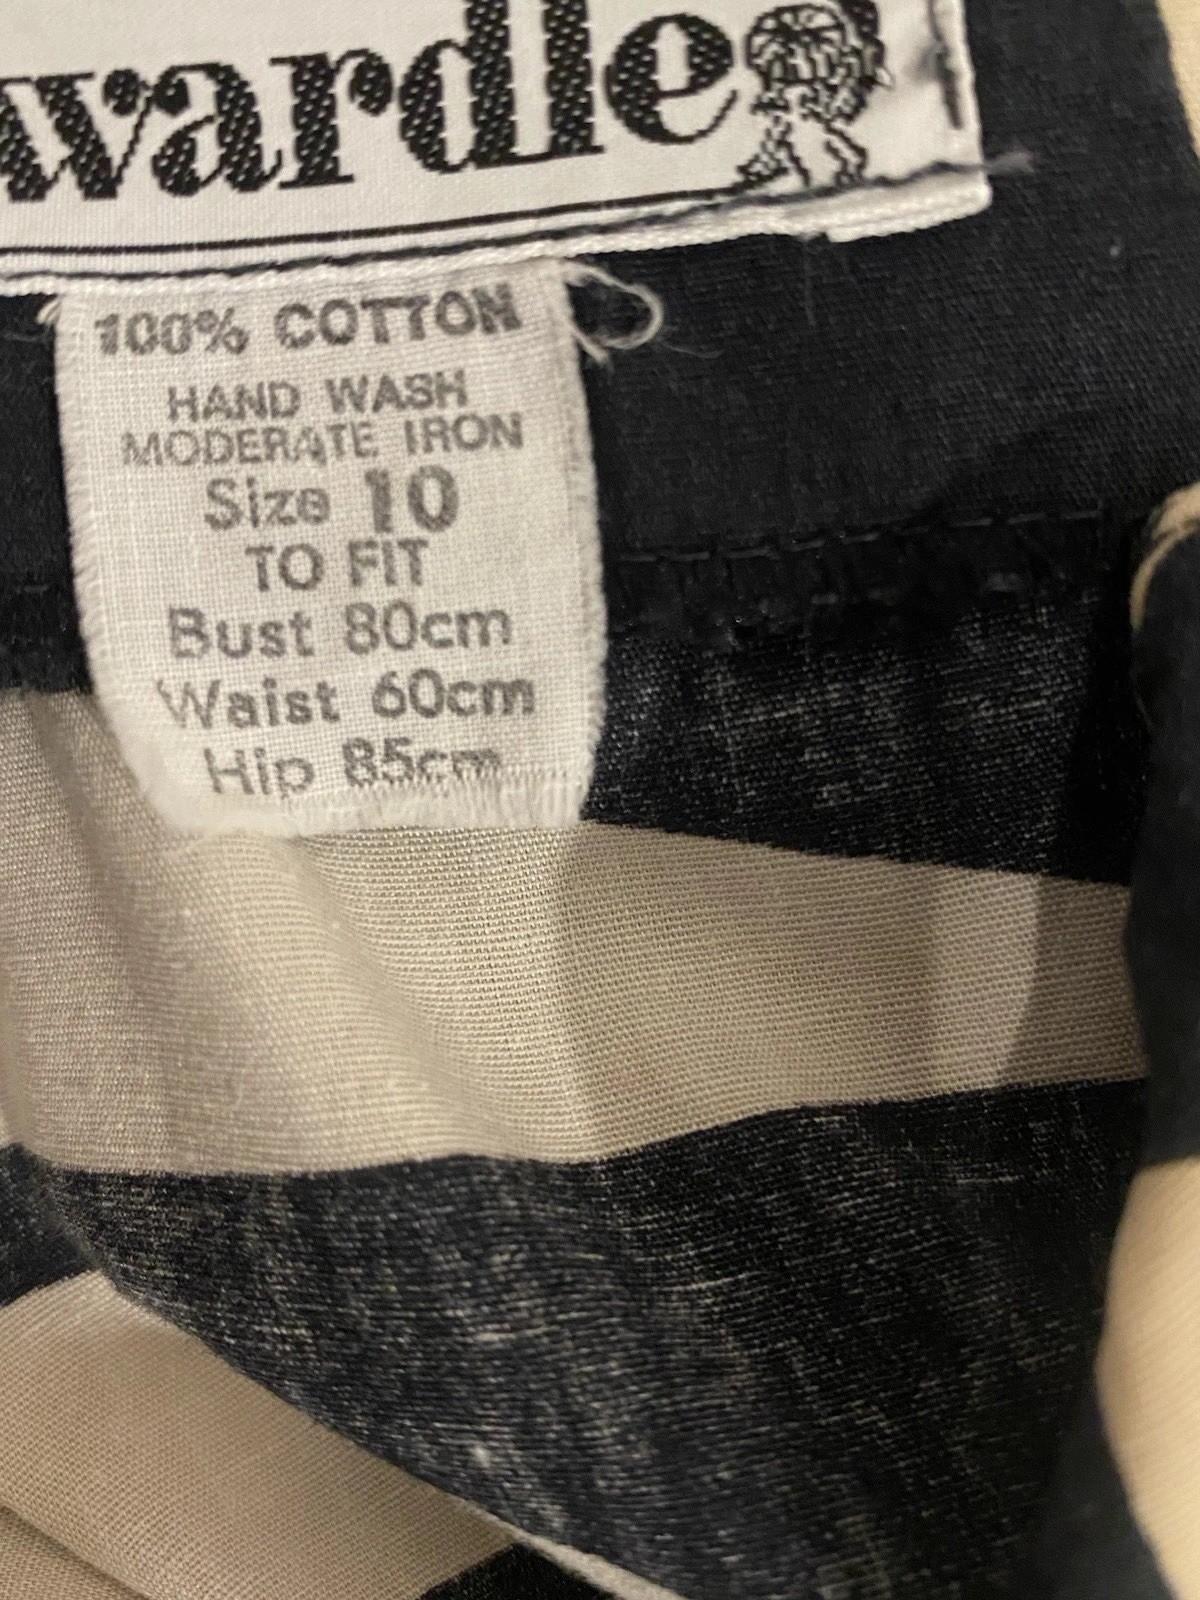 wardle
100% COTTON
HAND WASH
MODERATE IRON
Size 10
TO FIT
Bust 80cm
Waist 60cm
Hip 85cm